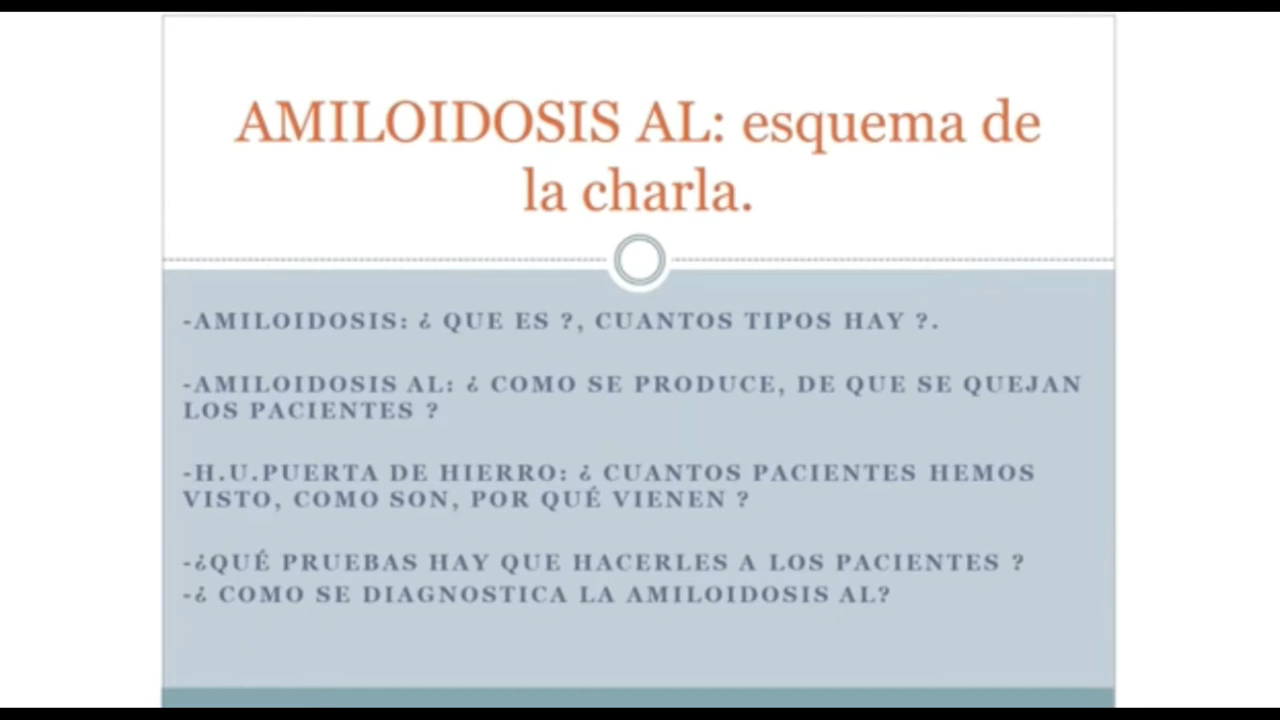 AMILOIDOSIS AL: esquema de
la charla.
-AMILOIDOSIS: ¿ QUE ES ?, CUANTOS TIPOS HAY ?.
-AMILOIDOSIS AL: ¿ COMO SE PRODUCE, DE QUE SE QUEJAN
LOS PACIENTES ?
-H.U.PUERTA DE HIERRO: ¿ CUANTOS PACIENTES HEMOS
VISTO, COMO SON, POR QUÉ VIENEN ?
-¿QUÉ PRUEBAS HAY QUE HACERLES A LOS PACIENTES ?
-¿ COMO SE DIAGNOSTICA LA AMILOIDOSIS AL?